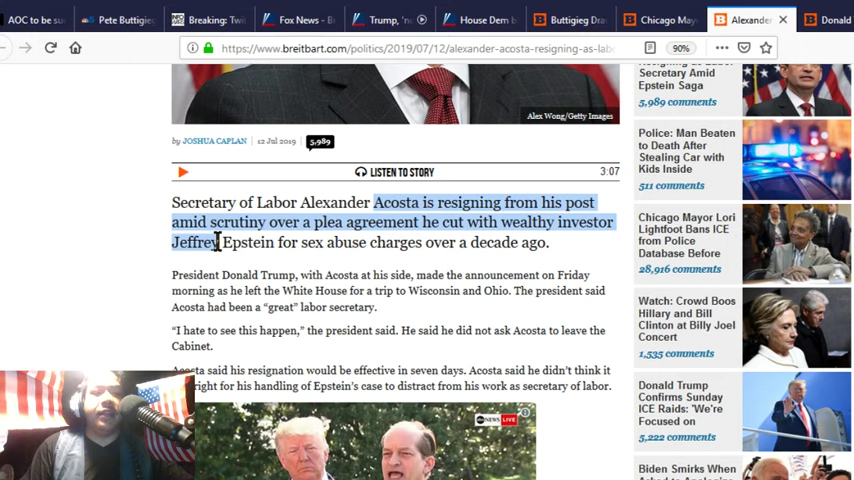 AOC to be su
Pete Buttigieg
Breaking: Twit
Fox News - B
Trump, 'no
House Dem b
Buttigieg Drav
Chicago Mayo
Alexander
Donald
https://www.breitbart.com/politics/2019/07/12/alexander-acosta-resigning-as-lab
90%
Alex Wong/Getty Images
by JOSHUA CAPLAN 12 Jul 2019 5,989
LISTEN TO STORY 3:07
Secretary of Labor Alexander Acosta is resigning from his post
amid scrutiny over a plea agreement he cut with wealthy investor
Jeffrey Epstein for sex abuse charges over a decade ago.
President Donald Trump, with Acosta at his side, made the announcement on Friday
morning as he left the White House for a trip to Wisconsin and Ohio. The president said
Acosta had been a “great” labor secretary.
“I hate to see this happen,” the president said. He said he did not ask Acosta to leave the
Cabinet.
Acosta said his resignation would be effective in seven days. Acosta said he didn’t think it
right for his handling of Epstein’s case to distract from his work as secretary of labor.
abc NEWS LIVE
Resigning as Labor
Secretary Amid
Epstein Saga
5,989 comments
Police: Man Beaten
to Death After
Stealing Car with
Kids Inside
511 comments
Chicago Mayor Lori
Lightfoot Bans ICE
from Police
Database Before
28,916 comments
Watch: Crowd Boos
Hillary and Bill
Clinton at Billy Joel
Concert
1,535 comments
Donald Trump
Confirms Sunday
ICE Raids: 'We're
Focused on
5,222 comments
Biden Smirks When